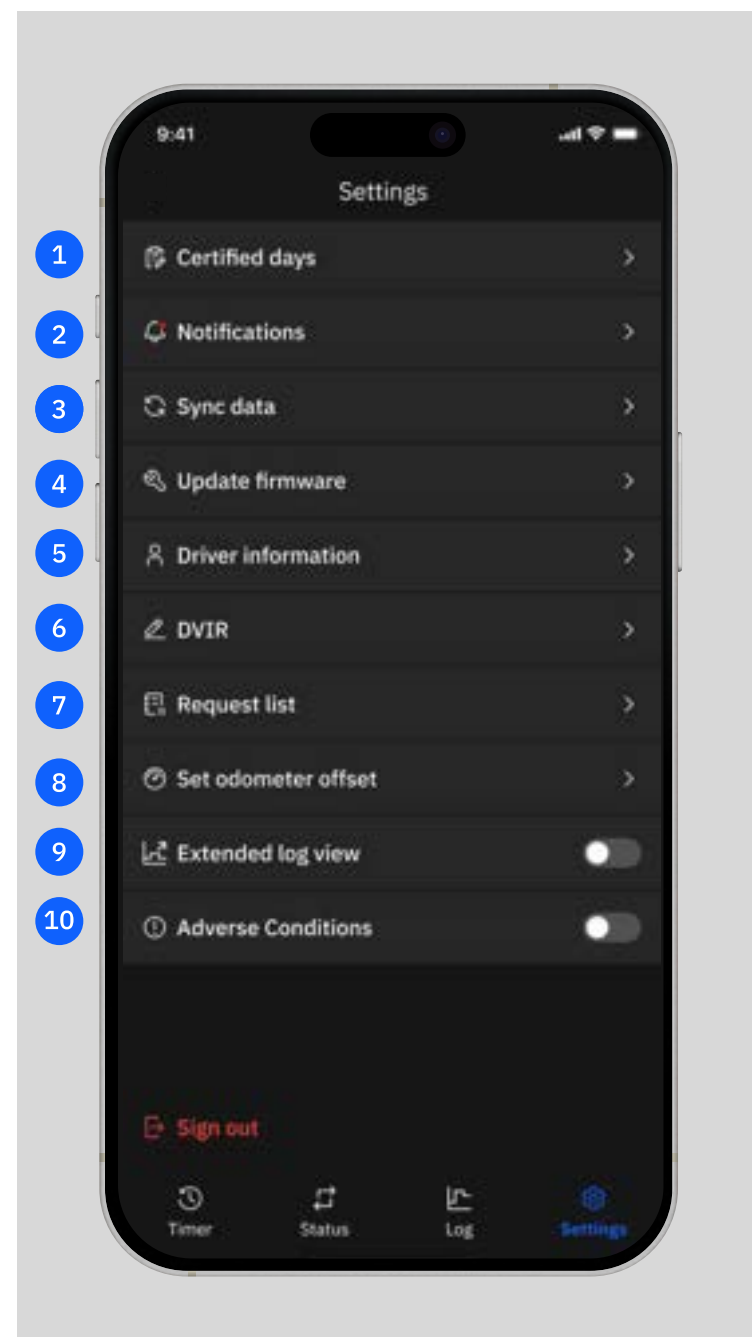 9:41
Settings
1 Certified days
2 Notifications
3 Sync data
4 Update firmware
5 Driver information
6 DVIR
7 Request list
8 Set odometer offset
9 Extended log view
10 Adverse Conditions
Sign out
Timer Status Log Settings